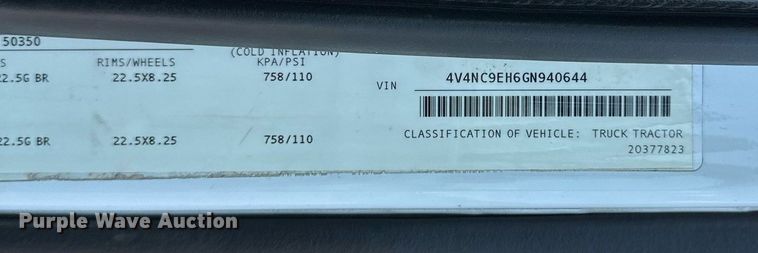 50350
(COLD INFLATION)
S RIMS/WHEELS KPA/PSI
22.5G BR 22.5X8.25 758/110
VIN 4V4NC9EH6GN940644
CLASSIFICATION OF VEHICLE: TRUCK TRACTOR
22.5G BR 22.5X8.25 758/110
20377823
Purple Wave Auction